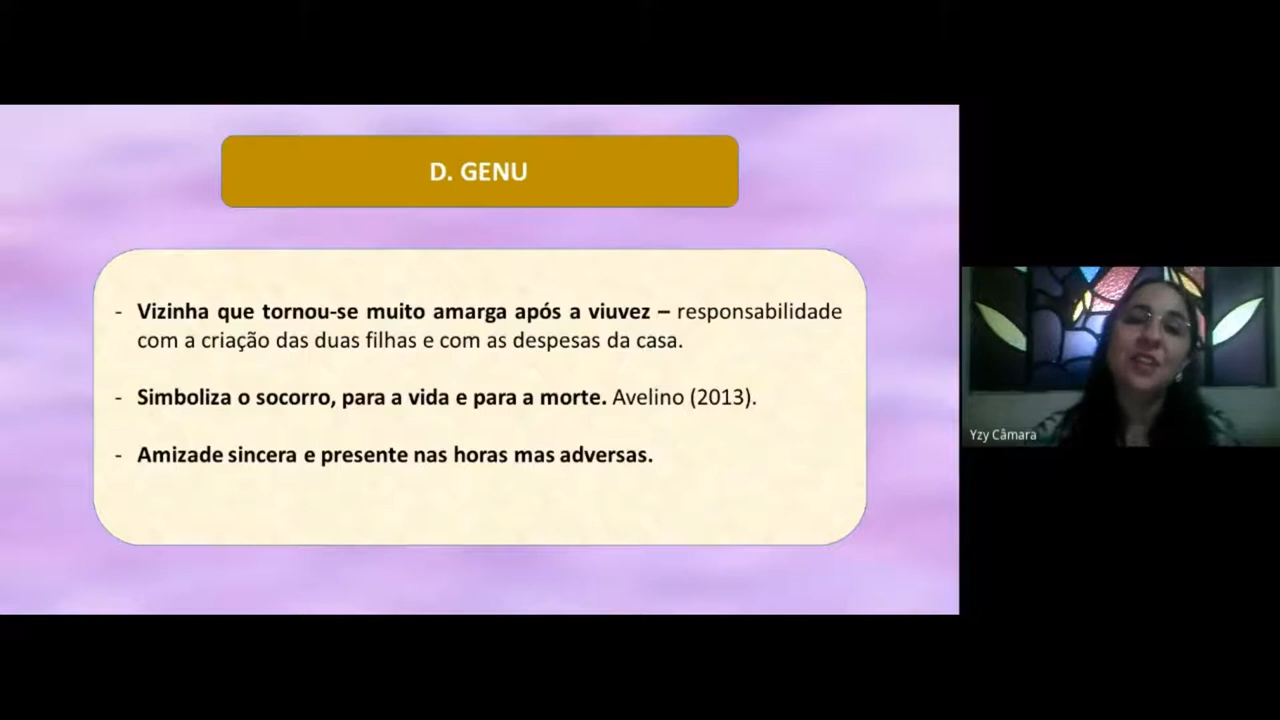 D. GENU
- Vizinha que tornou-se muito amarga após a viuvez – responsabilidade
com a criação das duas filhas e com as despesas da casa.
- Simboliza o socorro, para a vida e para a morte. Avelino (2013).
- Amizade sincera e presente nas horas mas adversas.
Yzy Câmara